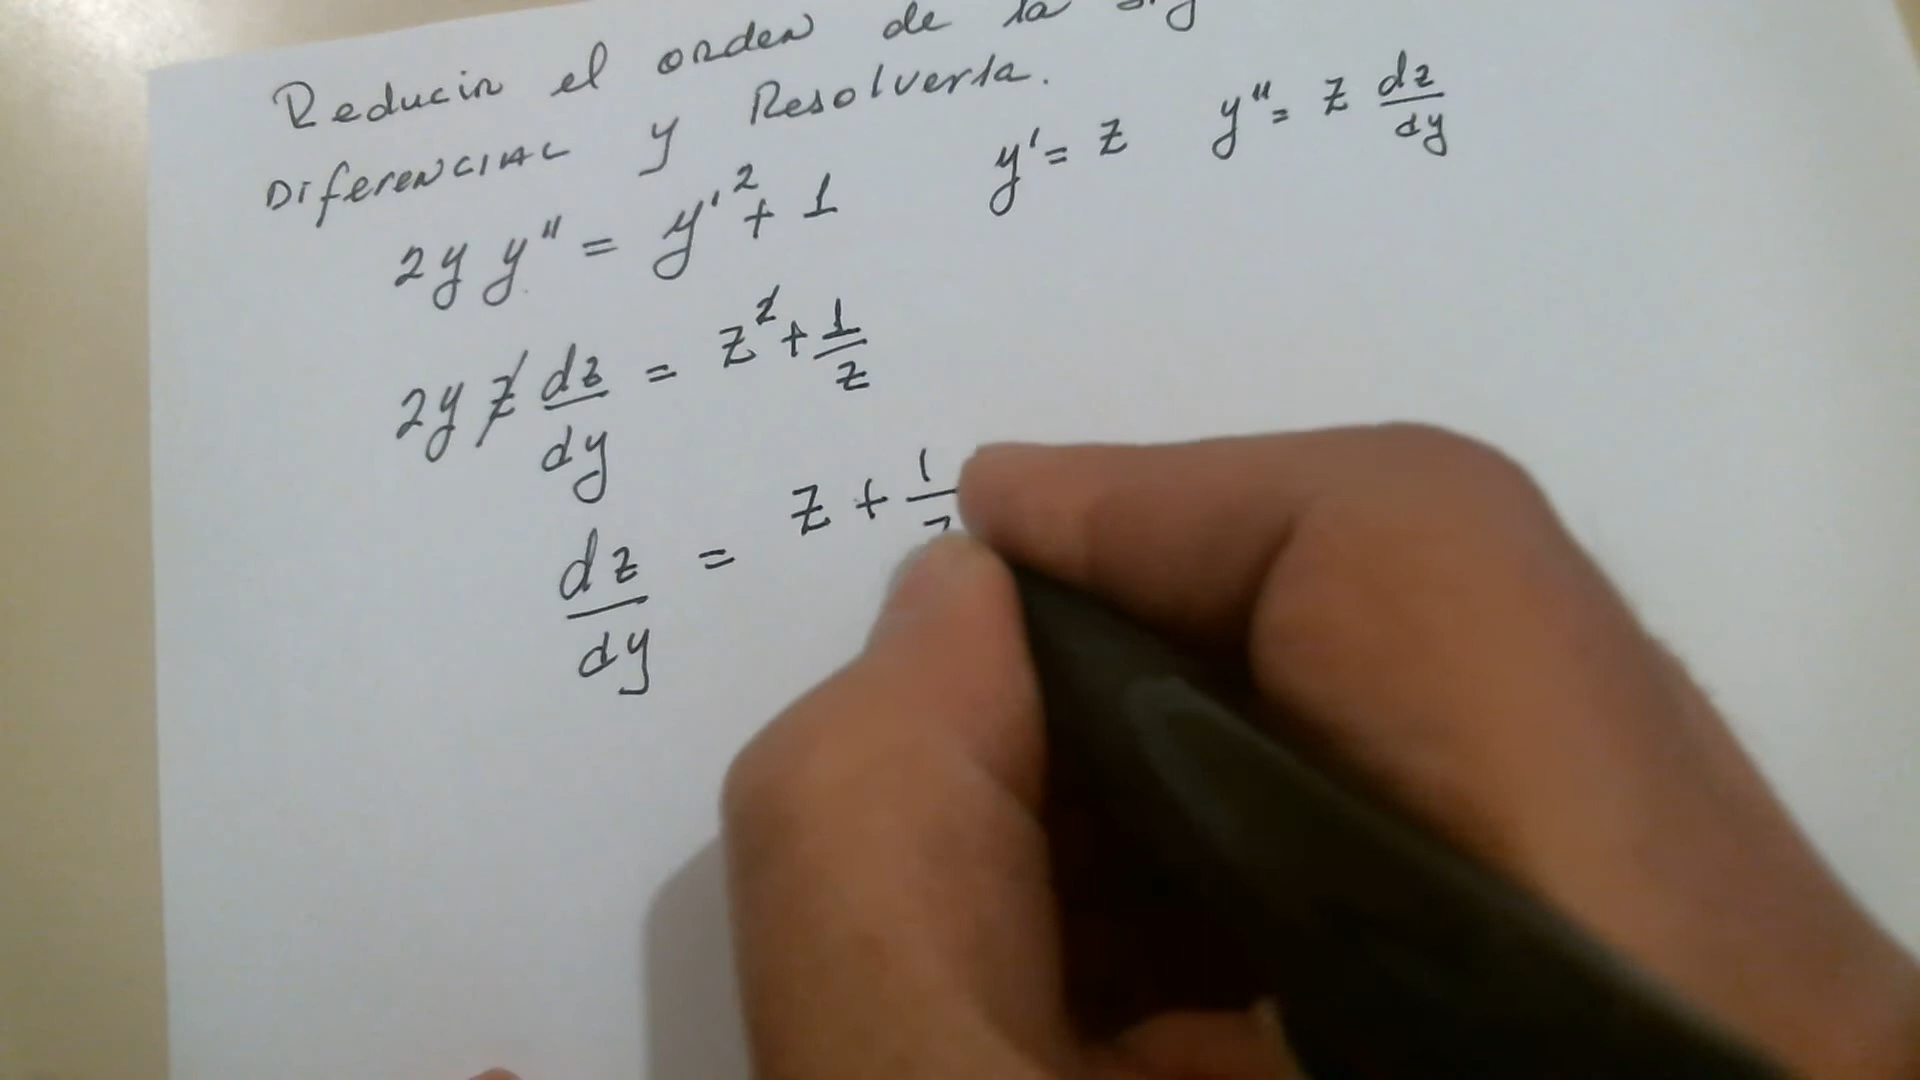 Reducir el orden de la
Diferencial y Resolverla.
2y y" = y'² + 1 y' = z y" = z dz/dy
2y z dz/dy = z² + 1/z
dz/dy = z + 1/z